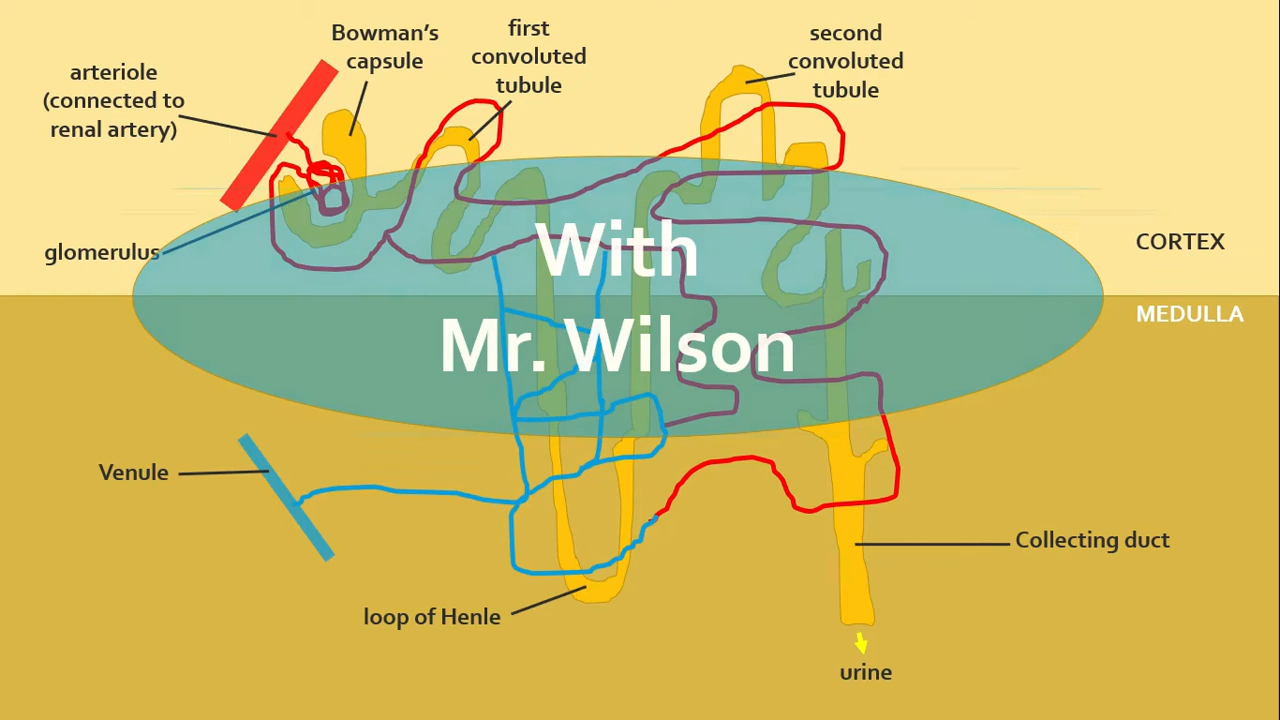 Bowman's
capsule
first
convoluted
tubule
second
convoluted
tubule
arteriole
(connected to
renal artery)
glomerulus
With
Mr. Wilson
CORTEX
MEDULLA
Venule
Collecting duct
loop of Henle
urine